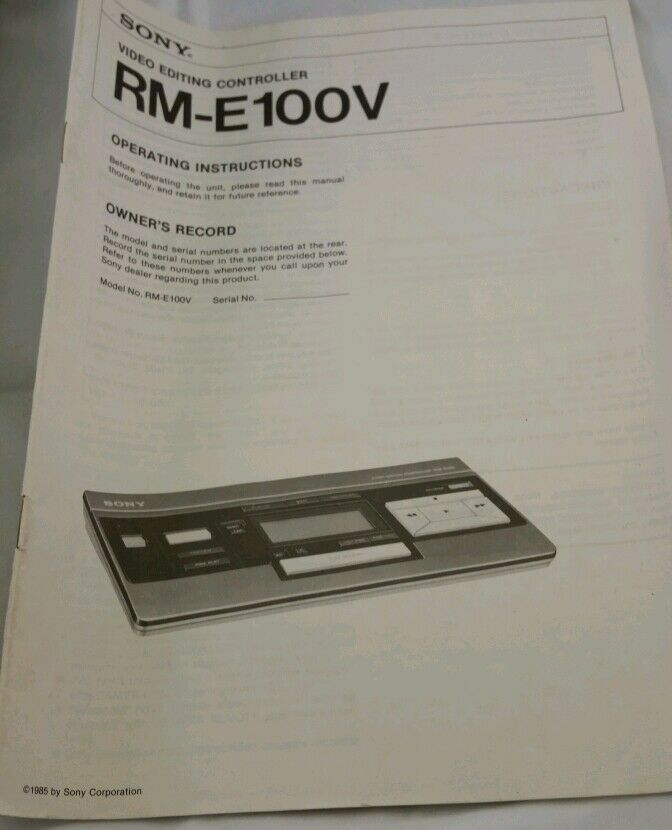 SONY®
VIDEO EDITING CONTROLLER
RM-E100V
OPERATING INSTRUCTIONS
Before operating the unit, please read this manual
thoroughly, and retain it for future reference.
OWNER'S RECORD
The model and serial numbers are located at the rear.
Record the serial number in the space provided below.
Refer to these numbers whenever you call upon your
Sony dealer regarding this product.
Model No. RM-E100V Serial No.
SONY
©1985 by Sony Corporation